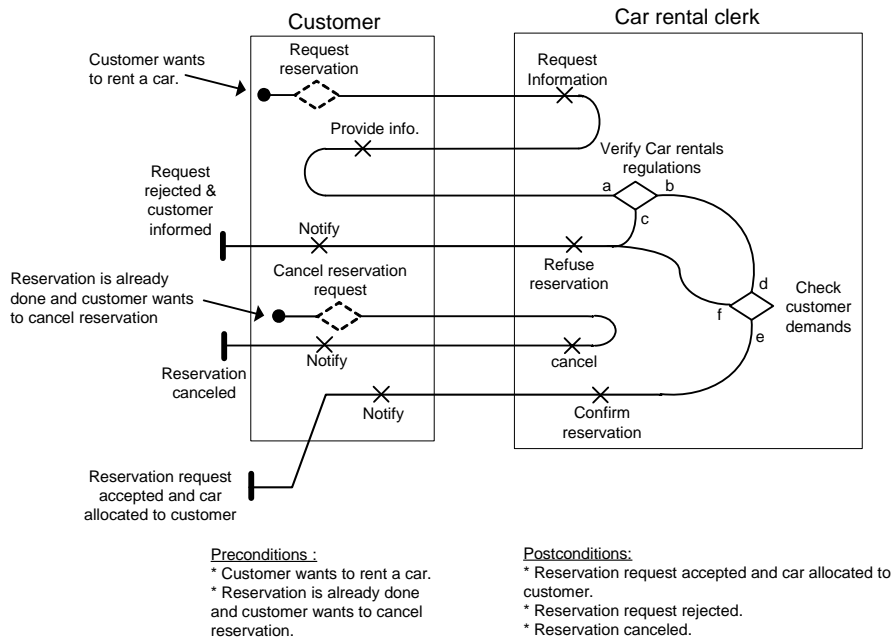 Customer
Car rental clerk
Customer wants
to rent a car.
Request
reservation
Request
Information
Provide info.
Verify Car rentals
regulations
a
b
c
Request
rejected &
customer
informed
Notify
Refuse
reservation
Reservation is already
done and customer wants
to cancel reservation
Cancel reservation
request
d
f
e
Check
customer
demands
Notify
cancel
Reservation
canceled
Notify
Confirm
reservation
Reservation request
accepted and car
allocated to customer
Preconditions :
* Customer wants to rent a car.
* Reservation is already done
and customer wants to cancel
reservation.
Postconditions:
* Reservation request accepted and car allocated to
customer.
* Reservation request rejected.
* Reservation canceled.